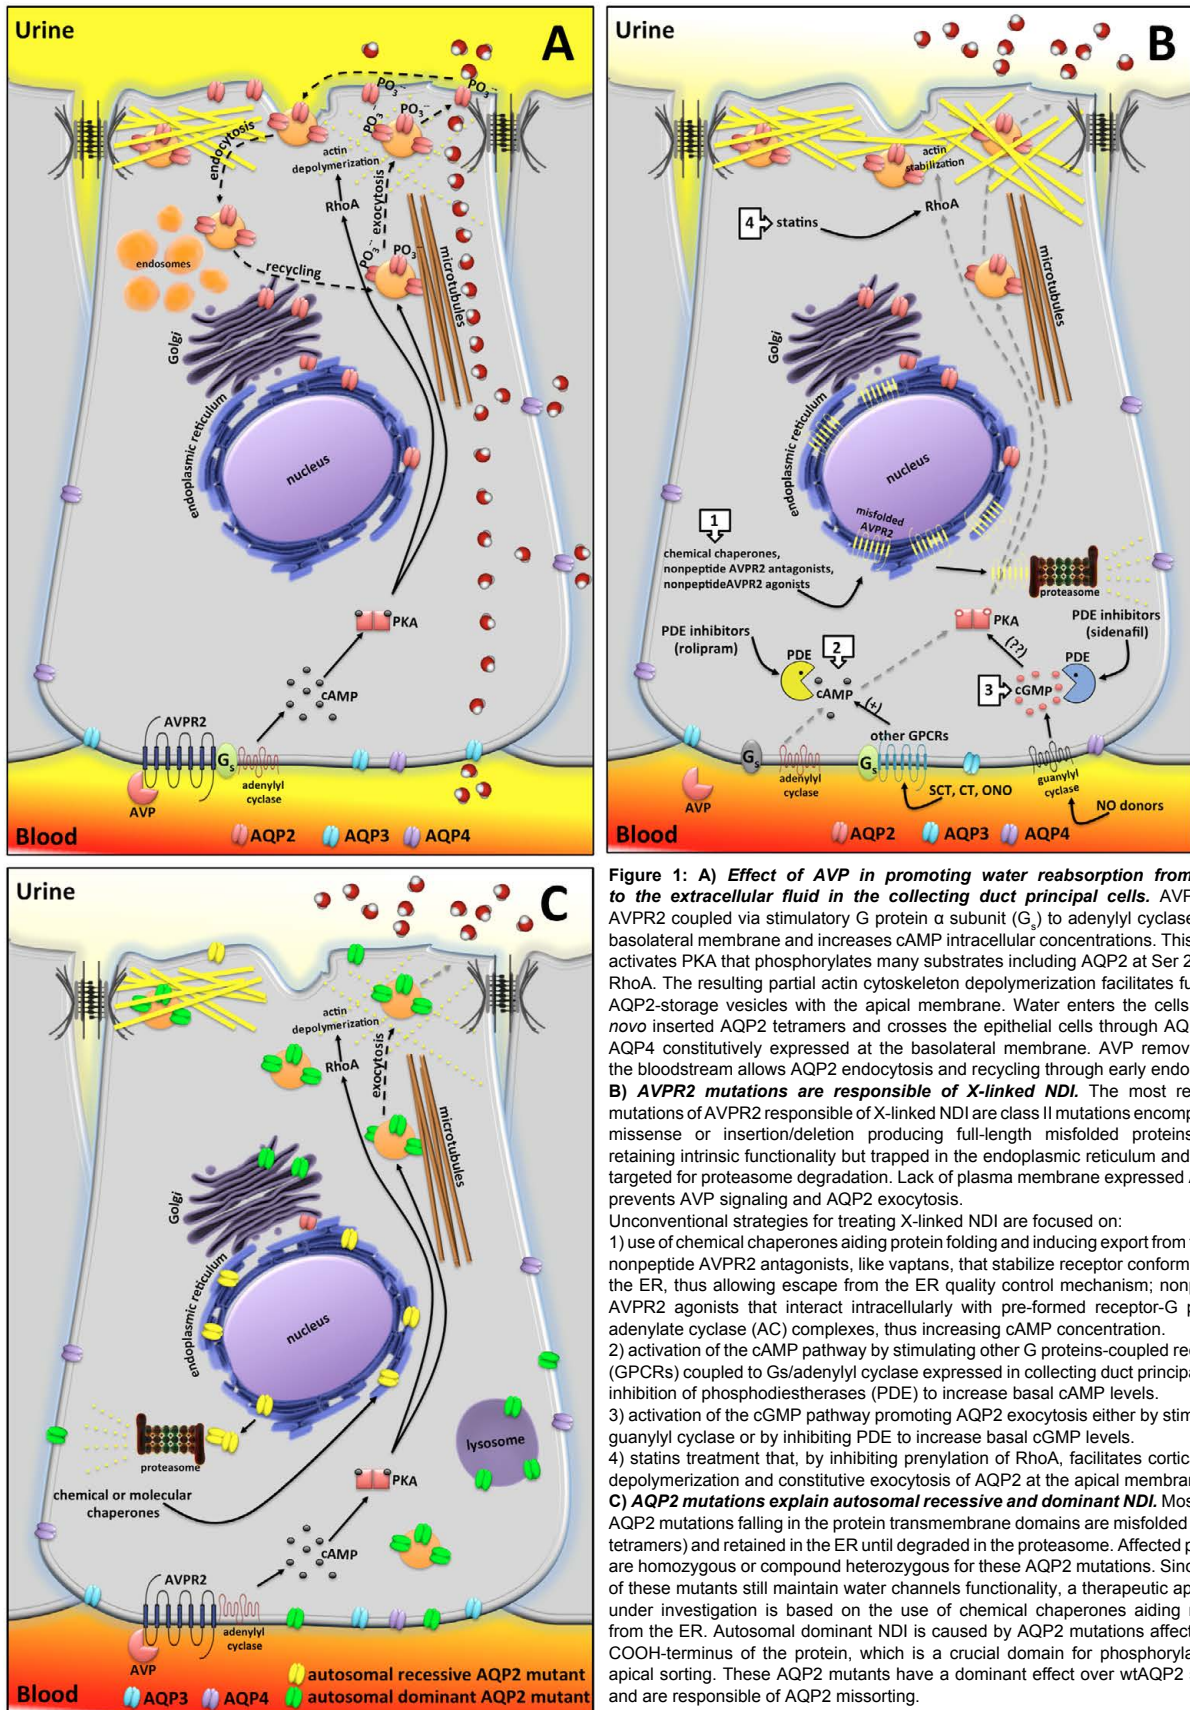 Urine
A
PO3--
PO3--
PO3--
PO3--
endocytosis
actin
depolymerization
RhoA
exocytosis
PO3--
PO3--
endosomes
recycling
microtubules
Golgi
endoplasmic reticulum
nucleus
PKA
cAMP
AVPR2
Gs
adenylyl
cyclase
AVP
Blood
AQP2 AQP3 AQP4
Urine
B
actin
stabilization
4 statins
RhoA
microtubules
Golgi
endoplasmic reticulum
nucleus
misfolded
AVPR2
1
chemical chaperones,
nonpeptide AVPR2 antagonists,
nonpeptideAVPR2 agonists
proteasome
PKA
PDE inhibitors
(rolipram)
PDE
2
cAMP
(+)
(??)
PDE inhibitors
(sidenafil)
PDE
3 cGMP
other GPCRs
Gs
adenylyl
cyclase
Gs
SCT, CT, ONO
guanylyl
cyclase
NO donors
AVP
Blood
AQP2 AQP3 AQP4
Urine
C
actin
depolymerization
RhoA
exocytosis
microtubules
Golgi
endoplasmic reticulum
nucleus
proteasome
lysosome
chemical or molecular
chaperones
PKA
cAMP
AVPR2
adenylyl
cyclase
AVP
autosomal recessive AQP2 mutant
Blood
AQP3 AQP4 autosomal dominant AQP2 mutant
Figure 1: A) Effect of AVP in promoting water reabsorption from
to the extracellular fluid in the collecting duct principal cells. AVP
AVPR2 coupled via stimulatory G protein α subunit (Gs) to adenylyl cyclase
basolateral membrane and increases cAMP intracellular concentrations. This
activates PKA that phosphorylates many substrates including AQP2 at Ser 2
RhoA. The resulting partial actin cytoskeleton depolymerization facilitates fu
AQP2-storage vesicles with the apical membrane. Water enters the cells
novo inserted AQP2 tetramers and crosses the epithelial cells through AQ
AQP4 constitutively expressed at the basolateral membrane. AVP remov
the bloodstream allows AQP2 endocytosis and recycling through early endo
B) AVPR2 mutations are responsible of X-linked NDI. The most re
mutations of AVPR2 responsible of X-linked NDI are class II mutations encomp
missense or insertion/deletion producing full-length misfolded proteins
retaining intrinsic functionality but trapped in the endoplasmic reticulum and
targeted for proteasome degradation. Lack of plasma membrane expressed
prevents AVP signaling and AQP2 exocytosis.
Unconventional strategies for treating X-linked NDI are focused on:
1) use of chemical chaperones aiding protein folding and inducing export from
nonpeptide AVPR2 antagonists, like vaptans, that stabilize receptor conform
the ER, thus allowing escape from the ER quality control mechanism; nonp
AVPR2 agonists that interact intracellularly with pre-formed receptor-G p
adenylate cyclase (AC) complexes, thus increasing cAMP concentration.
2) activation of the cAMP pathway by stimulating other G proteins-coupled re
(GPCRs) coupled to Gs/adenylyl cyclase expressed in collecting duct principa
inhibition of phosphodiestherases (PDE) to increase basal cAMP levels.
3) activation of the cGMP pathway promoting AQP2 exocytosis either by stim
guanylyl cyclase or by inhibiting PDE to increase basal cGMP levels.
4) statins treatment that, by inhibiting prenylation of RhoA, facilitates cortic
depolymerization and constitutive exocytosis of AQP2 at the apical membran
C) AQP2 mutations explain autosomal recessive and dominant NDI. Mos
AQP2 mutations falling in the protein transmembrane domains are misfolded
tetramers) and retained in the ER until degraded in the proteasome. Affected p
are homozygous or compound heterozygous for these AQP2 mutations. Sinc
of these mutants still maintain water channels functionality, a therapeutic ap
under investigation is based on the use of chemical chaperones aiding
from the ER. Autosomal dominant NDI is caused by AQP2 mutations affect
COOH-terminus of the protein, which is a crucial domain for phosphoryla
apical sorting. These AQP2 mutants have a dominant effect over wtAQP2
and are responsible of AQP2 missorting.